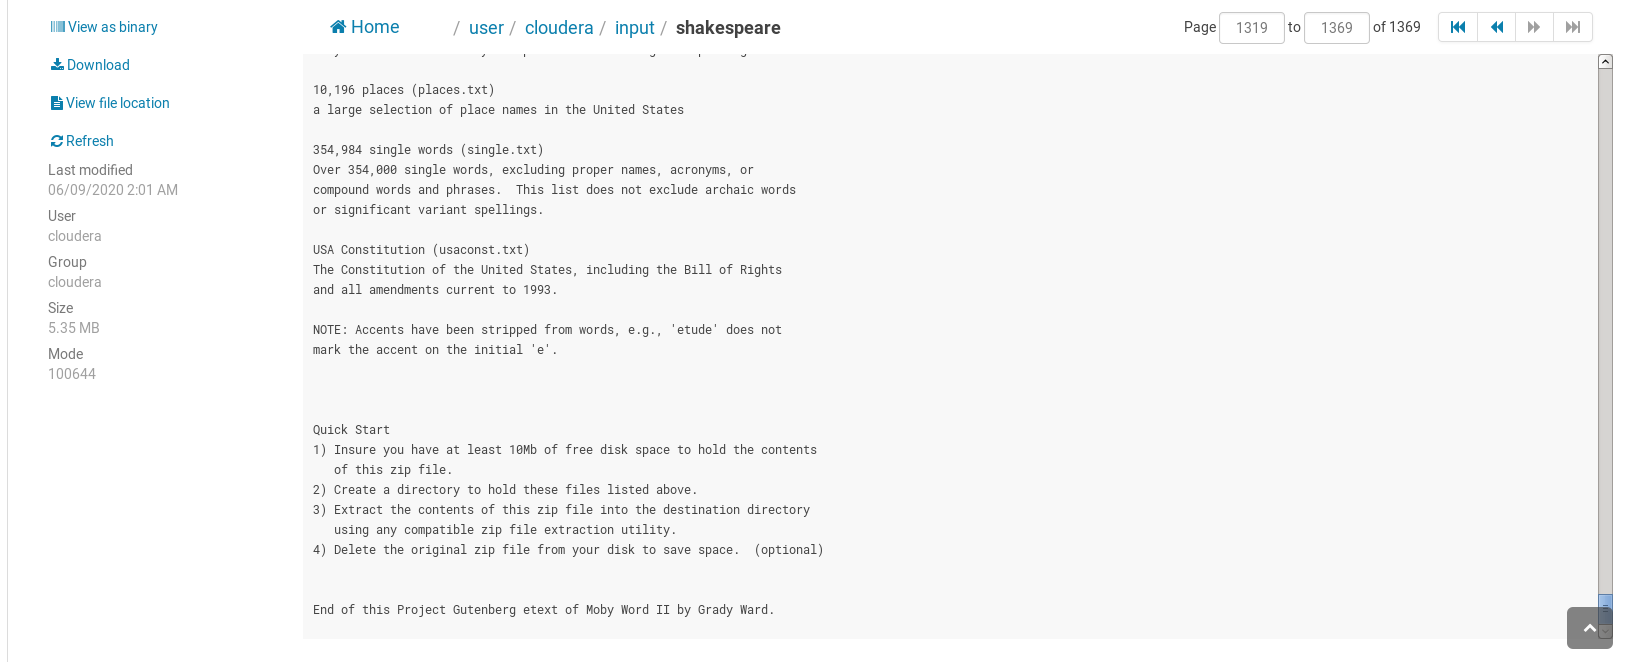 View as binary
Download
View file location
Refresh
Last modified
06/09/2020 2:01 AM
User
cloudera
Group
cloudera
Size
5.35 MB
Mode
100644
Home / user / cloudera / input / shakespeare
Page 1319 to 1369 of 1369
10,196 places (places.txt)
a large selection of place names in the United States
354,984 single words (single.txt)
Over 354,000 single words, excluding proper names, acronyms, or
compound words and phrases.  This list does not exclude archaic words
or significant variant spellings.
USA Constitution (usaconst.txt)
The Constitution of the United States, including the Bill of Rights
and all amendments current to 1993.
NOTE: Accents have been stripped from words, e.g., 'etude' does not
mark the accent on the initial 'e'.
Quick Start
1) Insure you have at least 10Mb of free disk space to hold the contents
of this zip file.
2) Create a directory to hold these files listed above.
3) Extract the contents of this zip file into the destination directory
using any compatible zip file extraction utility.
4) Delete the original zip file from your disk to save space.  (optional)
End of this Project Gutenberg etext of Moby Word II by Grady Ward.